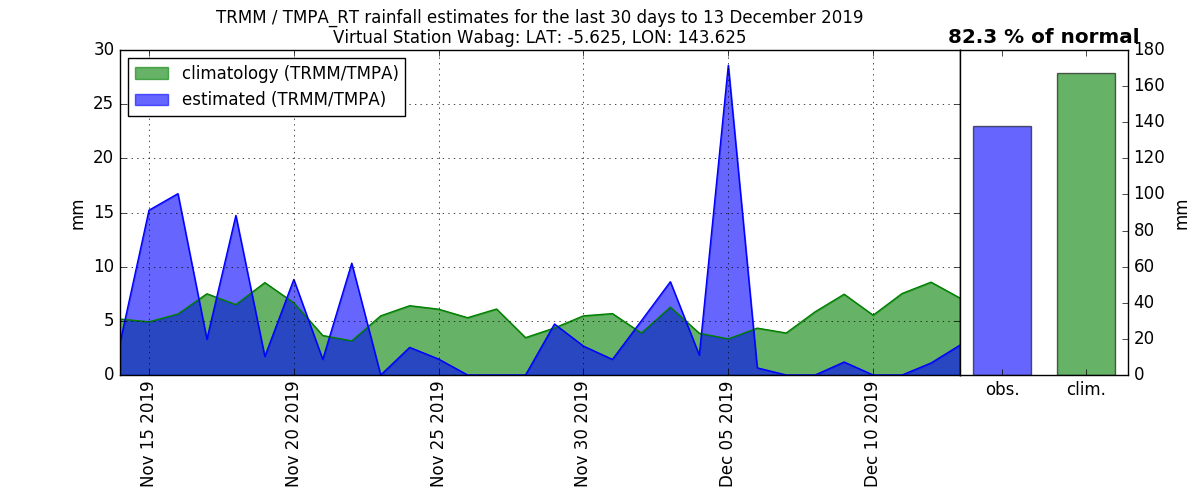 TRMM / TMPA_RT rainfall estimates for the last 30 days to 13 December 2019
Virtual Station Wabag: LAT: -5.625, LON: 143.625
82.3 % of normal
climatology (TRMM/TMPA)
estimated (TRMM/TMPA)
mm
30
25
20
15
10
5
0
Nov 15 2019
Nov 20 2019
Nov 25 2019
Nov 30 2019
Dec 05 2019
Dec 10 2019
obs.
clim.
180
160
140
120
100
80
60
40
20
0
mm